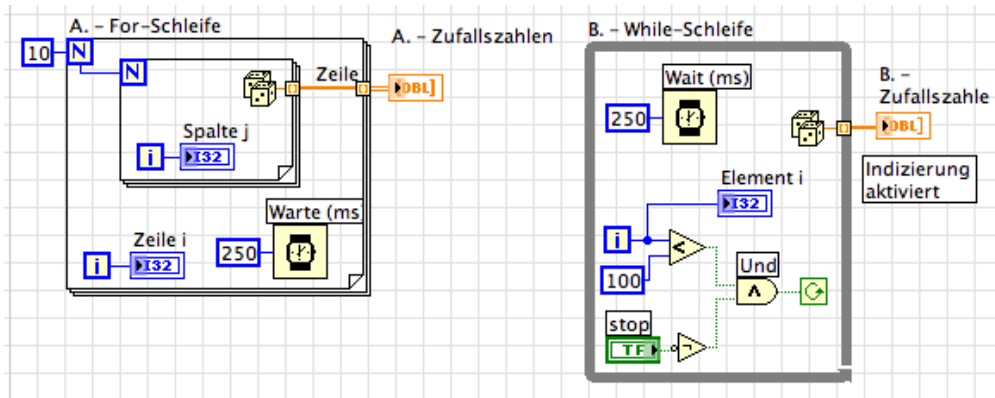 A. – For-Schleife
10
N
N
Zeile
Spalte j
i
I32
Warte (ms)
250
Zeile i
i
I32
A. – Zufallszahlen
DBL]
B. – While-Schleife
Wait (ms)
250
Element i
I32
i
<
100
Und
∧
stop
TF
¬
B. –
Zufallszahle
DBL]
Indizierung
aktiviert